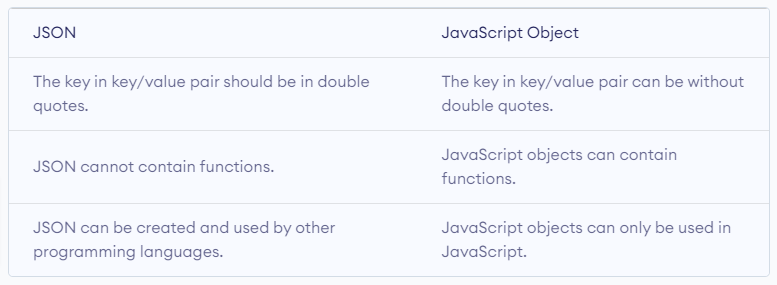 JSON
JavaScript Object
The key in key/value pair should be in double
quotes.
The key in key/value pair can be without
double quotes.
JSON cannot contain functions.
JavaScript objects can contain
functions.
JSON can be created and used by other
programming languages.
JavaScript objects can only be used in
JavaScript.